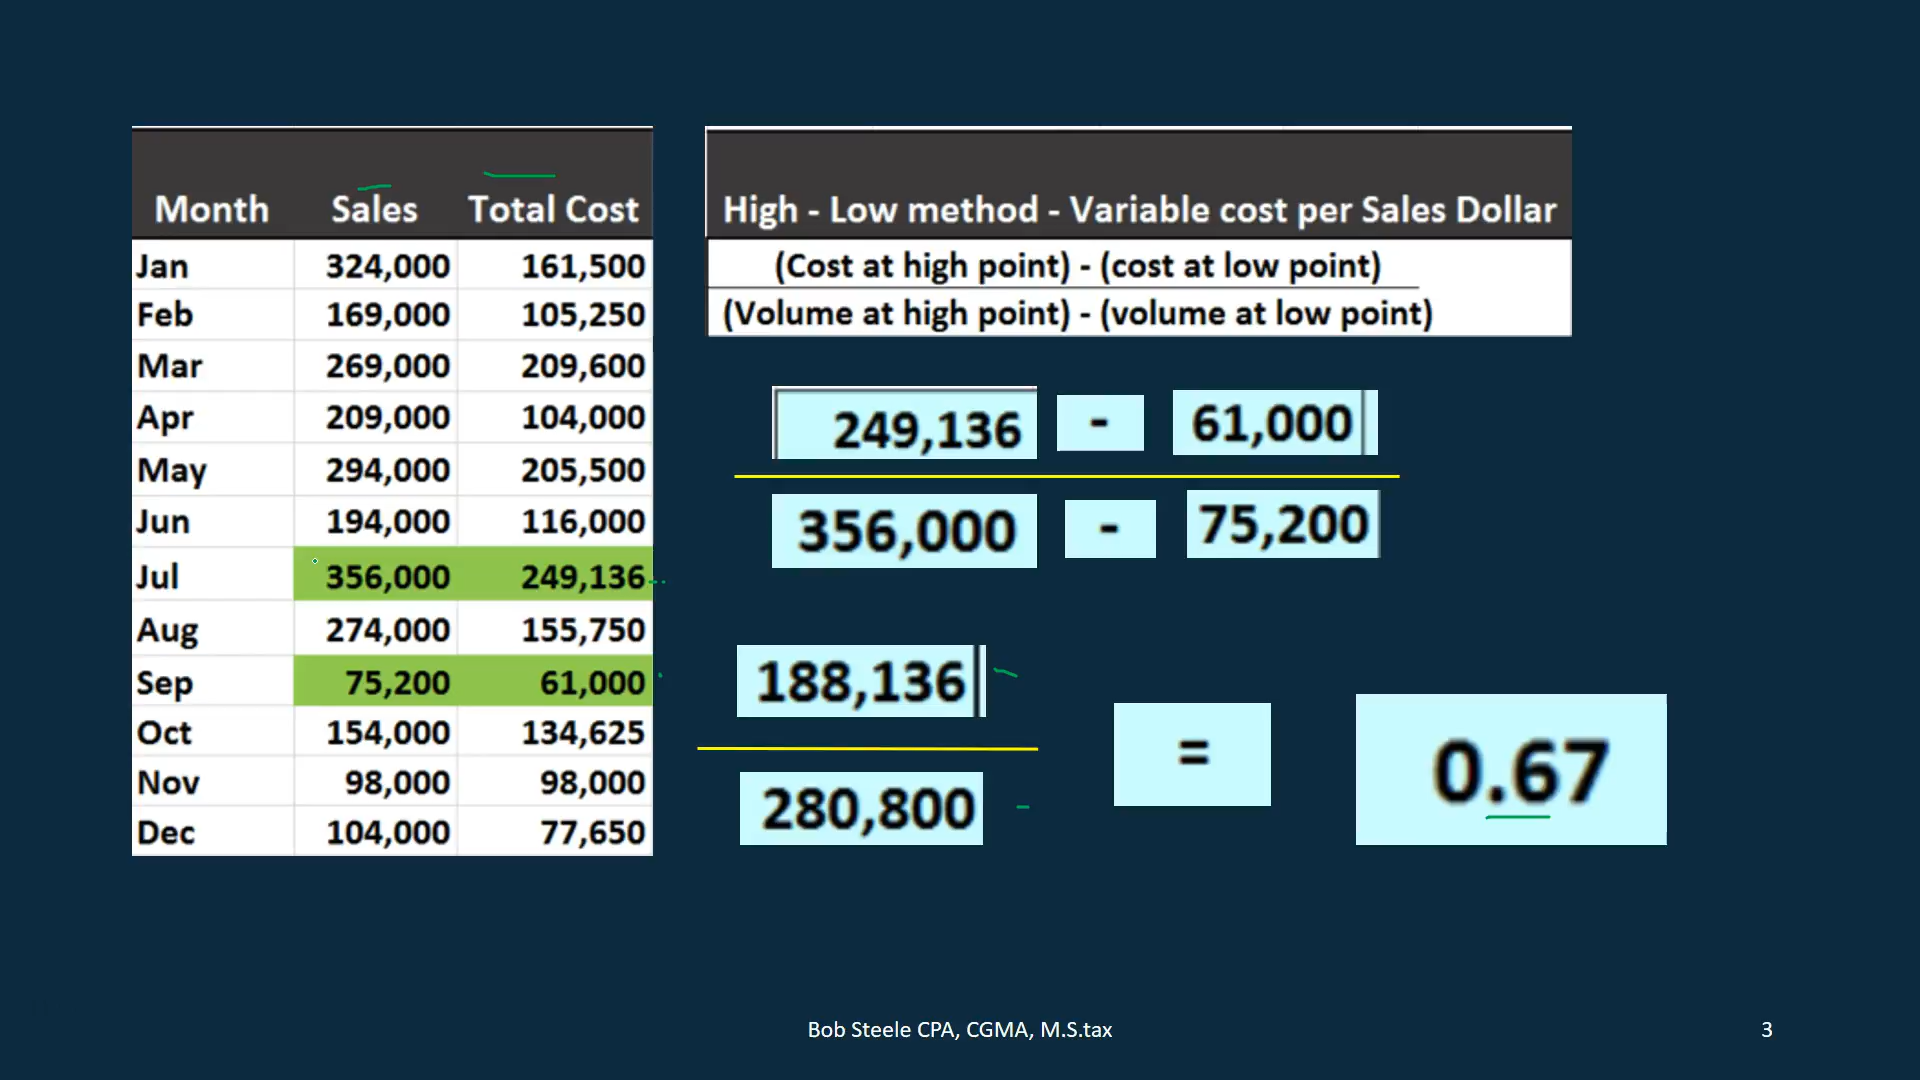 Month Sales Total Cost
Jan 324,000 161,500
Feb 169,000 105,250
Mar 269,000 209,600
Apr 209,000 104,000
May 294,000 205,500
Jun 194,000 116,000
Jul 356,000 249,136
Aug 274,000 155,750
Sep 75,200 61,000
Oct 154,000 134,625
Nov 98,000 98,000
Dec 104,000 77,650
High - Low method - Variable cost per Sales Dollar
(Cost at high point) - (cost at low point)
(Volume at high point) - (volume at low point)
249,136 - 61,000
356,000 - 75,200
188,136
280,800
= 0.67
Bob Steele CPA, CGMA, M.S.tax 3